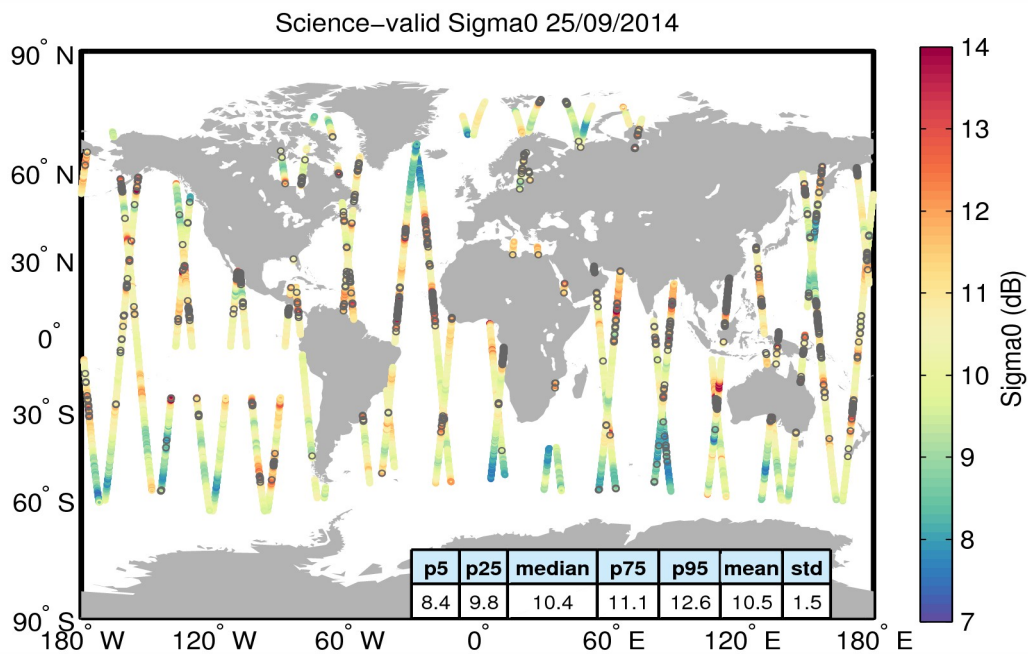 Science−valid Sigma0 25/09/2014
90° N
60° N
30° N
0°
30° S
60° S
90° S
180° W
120° W
60° W
0°
60° E
120° E
180° E
p5 p25 median p75 p95 mean std
8.4 9.8 10.4 11.1 12.6 10.5 1.5
14
13
12
11
10
9
8
7
Sigma0 (dB)